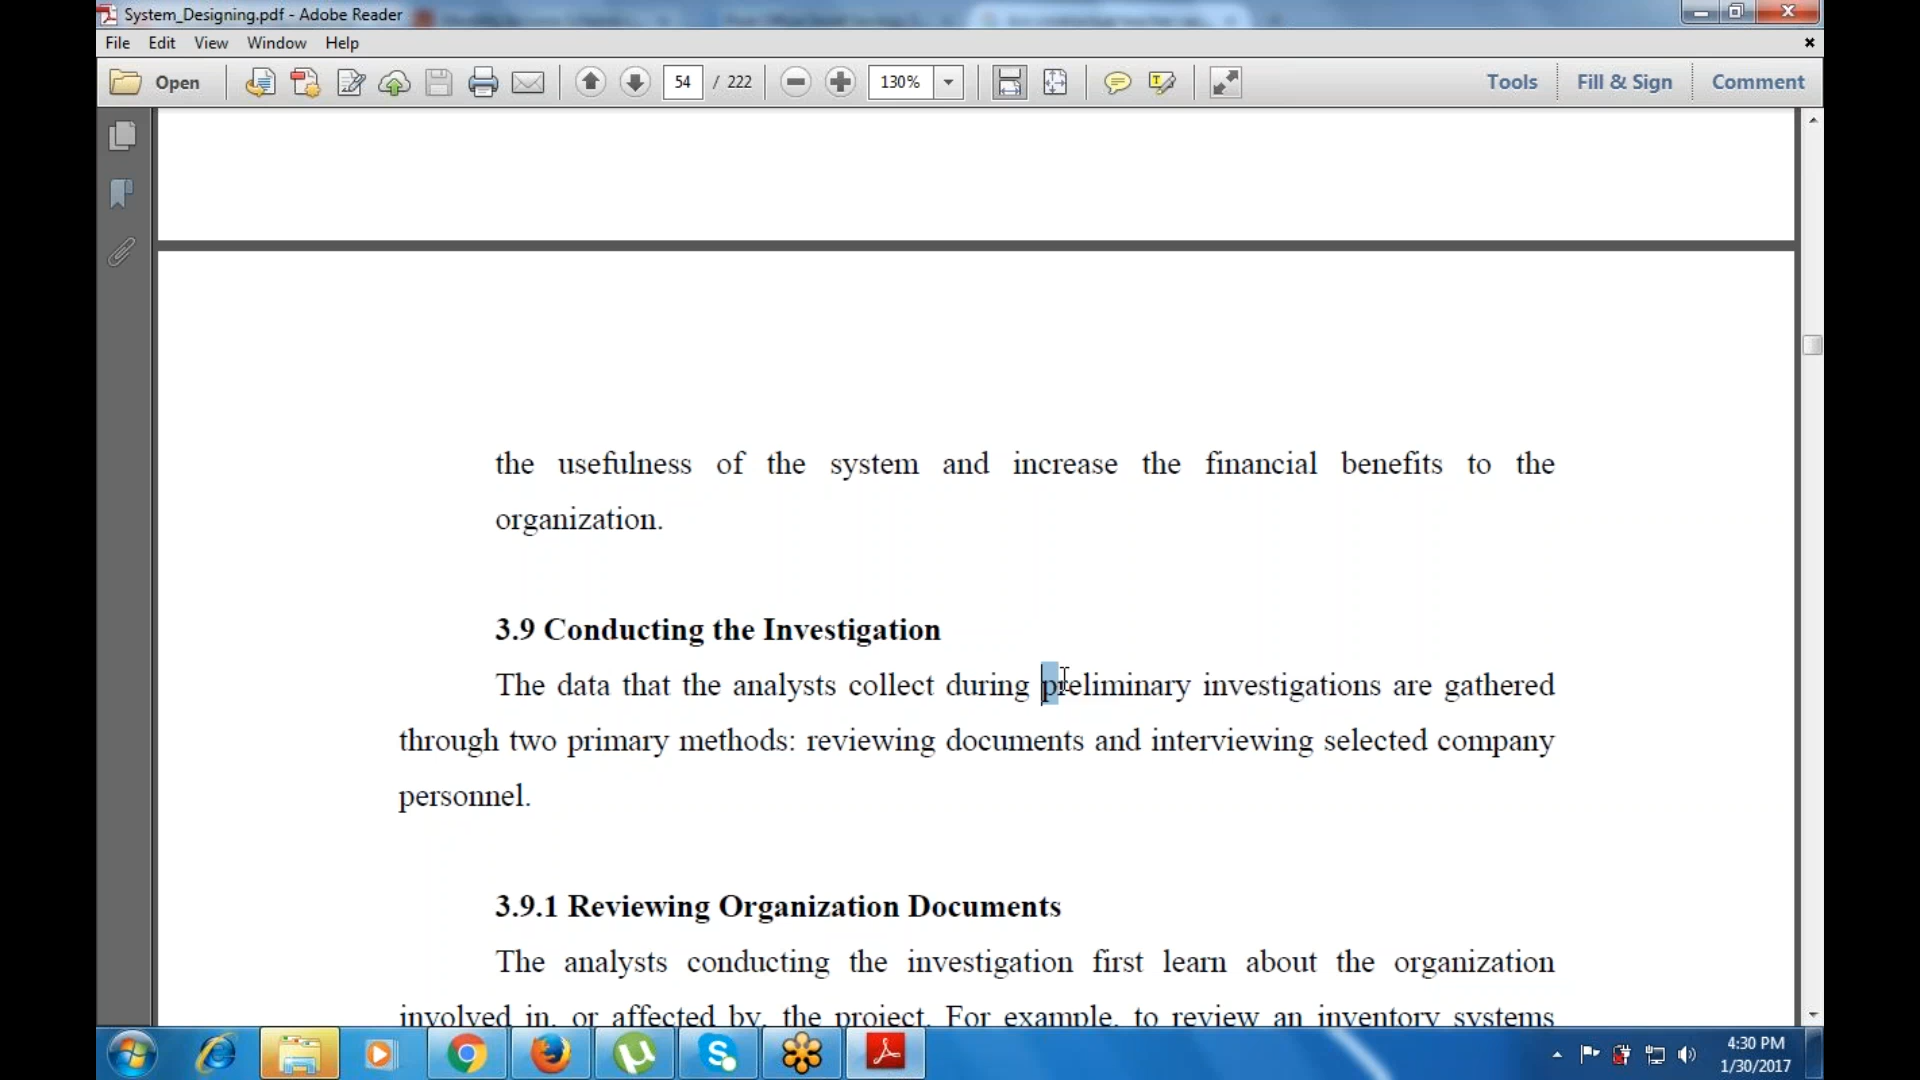 System_Designing.pdf - Adobe Reader
File Edit View Window Help
Open 54 / 222 130% Tools Fill & Sign Comment
the usefulness of the system and increase the financial benefits to the
organization.
3.9 Conducting the Investigation
The data that the analysts collect during preliminary investigations are gathered
through two primary methods: reviewing documents and interviewing selected company
personnel.
3.9.1 Reviewing Organization Documents
The analysts conducting the investigation first learn about the organization
involved in, or affected by, the project. For example, to review an inventory systems
4:30 PM
1/30/2017